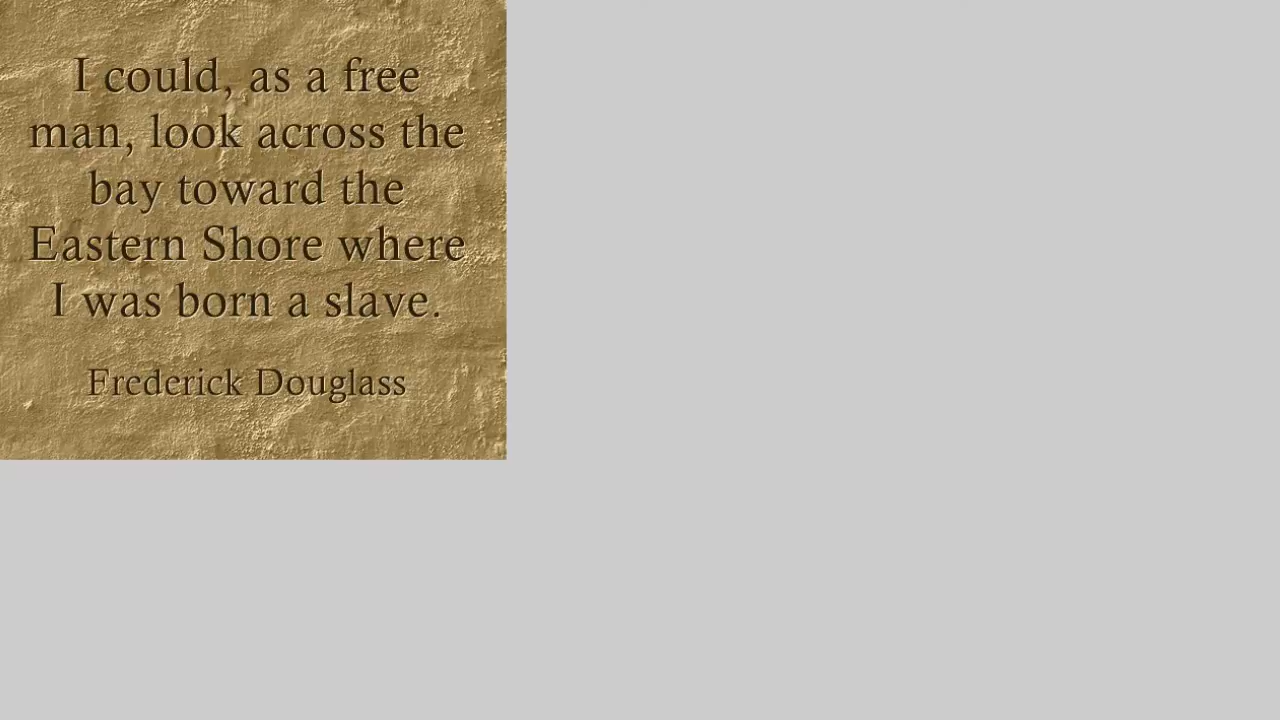 I could, as a free
man, look across the
bay toward the
Eastern Shore where
I was born a slave.
Frederick Douglass